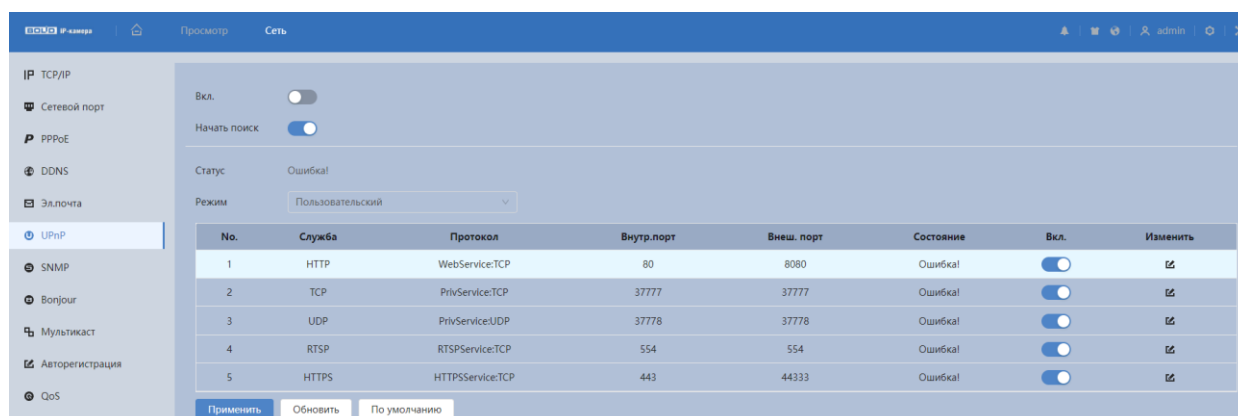 BOLID IP-камера Просмотр Сеть admin
IP TCP/IP
Сетевой порт
P PPPoE
DDNS
Эл.почта
UPnP
SNMP
Bonjour
Мультикаст
Авторегистрация
QoS
Вкл.
Начать поиск
Статус Ошибка!
Режим Пользовательский
No. Служба Протокол Внутр.порт Внеш. порт Состояние Вкл. Изменить
1 HTTP WebService:TCP 80 8080 Ошибка!
2 TCP PrivService:TCP 37777 37777 Ошибка!
3 UDP PrivService:UDP 37778 37778 Ошибка!
4 RTSP RTSPService:TCP 554 554 Ошибка!
5 HTTPS HTTPSService:TCP 443 44333 Ошибка!
Применить Обновить По умолчанию